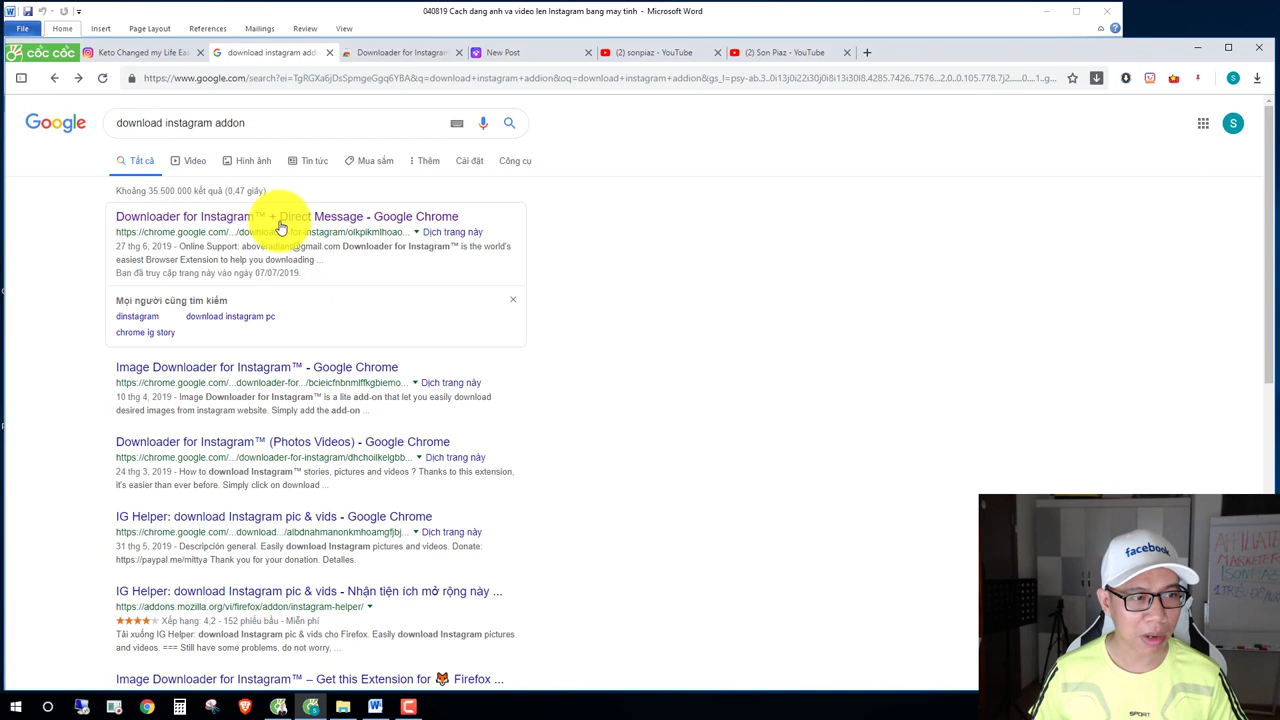 040819 Cach dang anh va video len Instagram bang may tinh - Microsoft Word
File Home Insert Page Layout References Mailings Review View
cốc cốc Keto Changed my Life Eac download instagram add Downloader for Instagram New Post (2) sonpiaz - YouTube (2) Son Piaz - YouTube
https://www.google.com/search?ei=TgRGXa6jDsSpmgeGgq6YBA&q=download+instagram+addion&oq=download+instagram+addion&gs_l=psy-ab.3..0i13j0i22i30j0i8i13i30l8.4285.7426..7576...2.0..0.105.778.7j2......0....1..g...
S
Google
download instagram addon
S
Tất cả Video Hình ảnh Tin tức Mua sắm Thêm Cài đặt Công cụ
Khoảng 35.500.000 kết quả (0,47 giây)
Downloader for Instagram™ + Direct Message - Google Chrome
https://chrome.google.com/.../downloader-for-instagram/olkpikmlhoao... Dịch trang này
27 thg 6, 2019 - Online Support: aboveradiant@gmail.com Downloader for Instagram™ is the world's
easiest Browser Extension to help you downloading ...
Bạn đã truy cập trang này vào ngày 07/07/2019.
Mọi người cũng tìm kiếm
dinstagram download instagram pc
chrome ig story
Image Downloader for Instagram™ - Google Chrome
https://chrome.google.com/...downloader-for.../bcieicfnbnmlffkgbiemo... Dịch trang này
10 thg 4, 2019 - Image Downloader for Instagram™ is a lite add-on that let you easily download
desired images from instagram website. Simply add the add-on ...
Downloader for Instagram™ (Photos Videos) - Google Chrome
https://chrome.google.com/.../downloader-for-instagram/dhchoilkelgbb... Dịch trang này
24 thg 3, 2019 - How to download Instagram™ stories, pictures and videos ? Thanks to this extension,
it's easier than ever before. Simply click on download ...
IG Helper: download Instagram pic & vids - Google Chrome
https://chrome.google.com/...download.../albdnahmanonkmhoamgfjbj... Dịch trang này
31 thg 5, 2019 - Descripción general. Easily download Instagram pictures and videos. Donate:
https://paypal.me/mittya Thank you for your donation. Detalles.
IG Helper: download Instagram pic & vids - Nhận tiện ích mở rộng này ...
https://addons.mozilla.org/vi/firefox/addon/instagram-helper/
Xếp hạng: 4,2 - 152 phiếu bầu - Miễn phí
Tải xuống IG Helper: download Instagram pic & vids cho Firefox. Easily download Instagram pictures
and videos. === Still have some problems, do not worry, ...
Image Downloader for Instagram™ – Get this Extension for 🦊 Firefox ...
facebook
AFFILIATE
MARKETER
SPORT